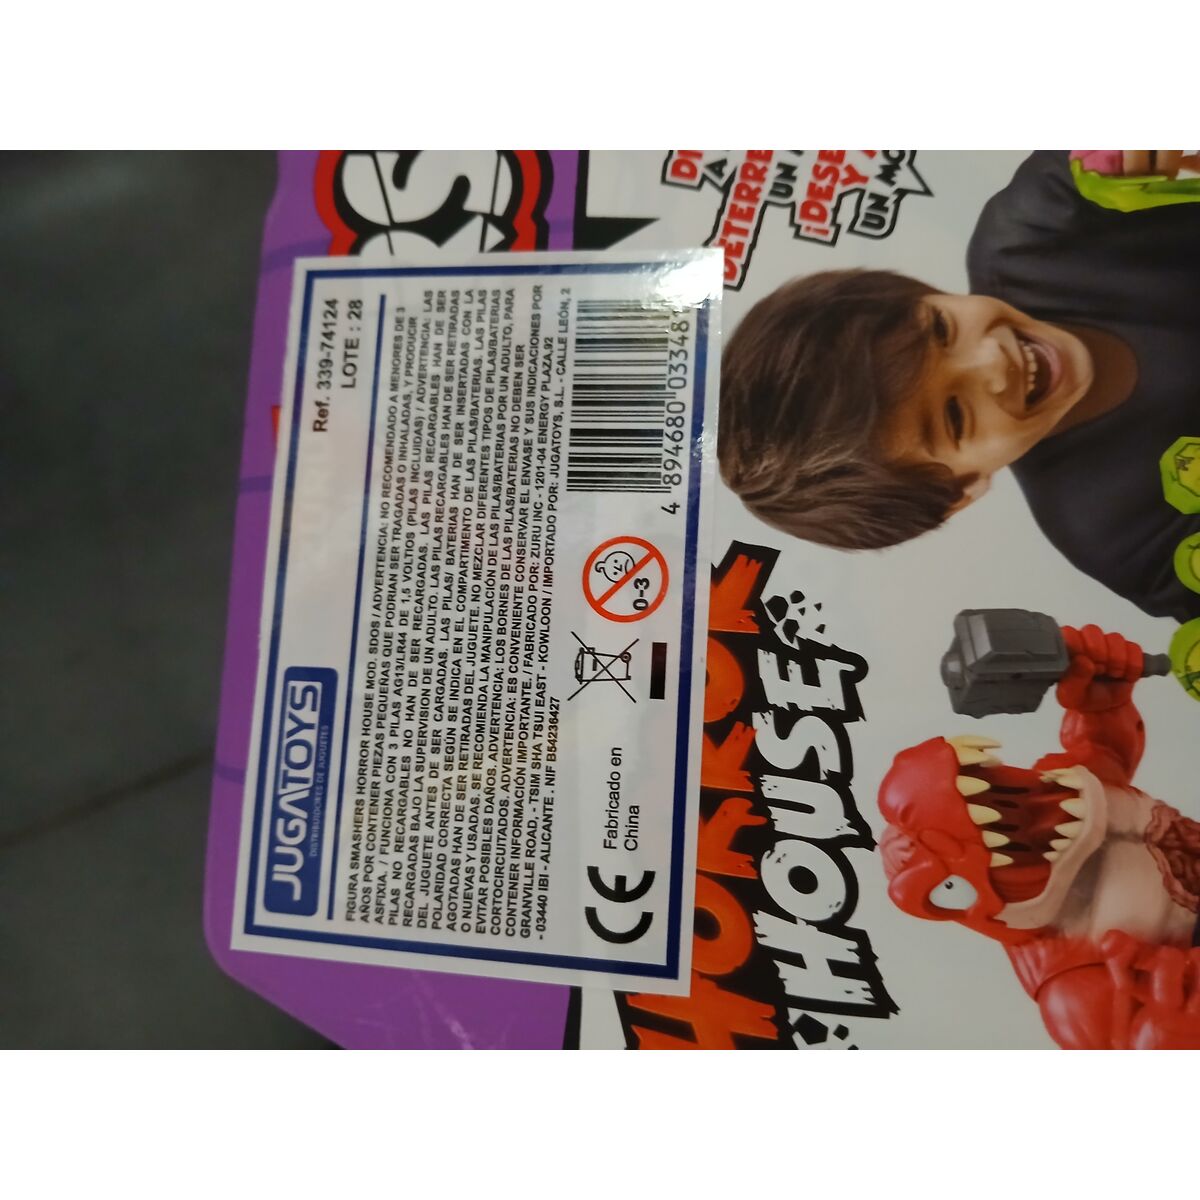 JUGATOYS
DISTRIBUIDORES DE JUGUETES
Ref. 339-74124
LOTE : 28
FIGURA SMASHERS HORROR HOUSE MOD. SDOS / ADVERTENCIA: NO RECOMENDADO A MENORES DE 3
AÑOS POR CONTENER PIEZAS PEQUEÑAS QUE PODRIAN SER TRAGADAS O INHALADAS, Y PRODUCIR
ASFIXIA. / FUNCIONA CON 3 PILAS AG13/LR44 DE 1,5 VOLTIOS (PILAS INCLUIDAS) / ADVERTENCIA: LAS
PILAS NO RECARGABLES NO HAN DE SER RECARGADAS. LAS PILAS RECARGABLES HAN DE SER
RECARGADAS BAJO LA SUPERVISION DE UN ADULTO. LAS PILAS RECARGABLES HAN DE SER RETIRADAS
DEL JUGUETE ANTES DE SER CARGADAS. LAS PILAS/ BATERIAS HAN DE SER INSERTADAS CON LA
POLARIDAD CORRECTA SEGÚN SE INDICA EN EL COMPARTIMENTO DE LAS PILAS/BATERIAS. LAS PILAS
AGOTADAS HAN DE SER RETIRADAS DEL JUGUETE. NO MEZCLAR DIFERENTES TIPOS DE PILAS/BATERIAS
O NUEVAS Y USADAS. SE RECOMIENDA LA MANIPULACIÓN DE LAS PILAS/BATERIAS POR UN ADULTO, PARA
EVITAR POSIBLES DAÑOS. ADVERTENCIA: LOS BORNES DE LAS PILAS/BATERIAS NO DEBEN SER
CORTOCIRCUITADOS. ADVERTENCIA: ES CONVENIENTE CONSERVAR EL ENVASE Y SUS INDICACIONES POR
CONTENER INFORMACIÓN IMPORTANTE. / FABRICADO POR: ZURU INC - 1201-04 ENERGY PLAZA,92
GRANVILLE ROAD, - TSIM SHA TSUI EAST - KOWLOON / IMPORTADO POR: JUGATOYS, S.L. - CALLE LEÓN, 2
- 03440 IBI - ALICANTE . NIF B54236427
CE
Fabricado en
China
0-3
4 894680 03348
HORROR
HOUSE
UN
¡DESE
Y
UN MO